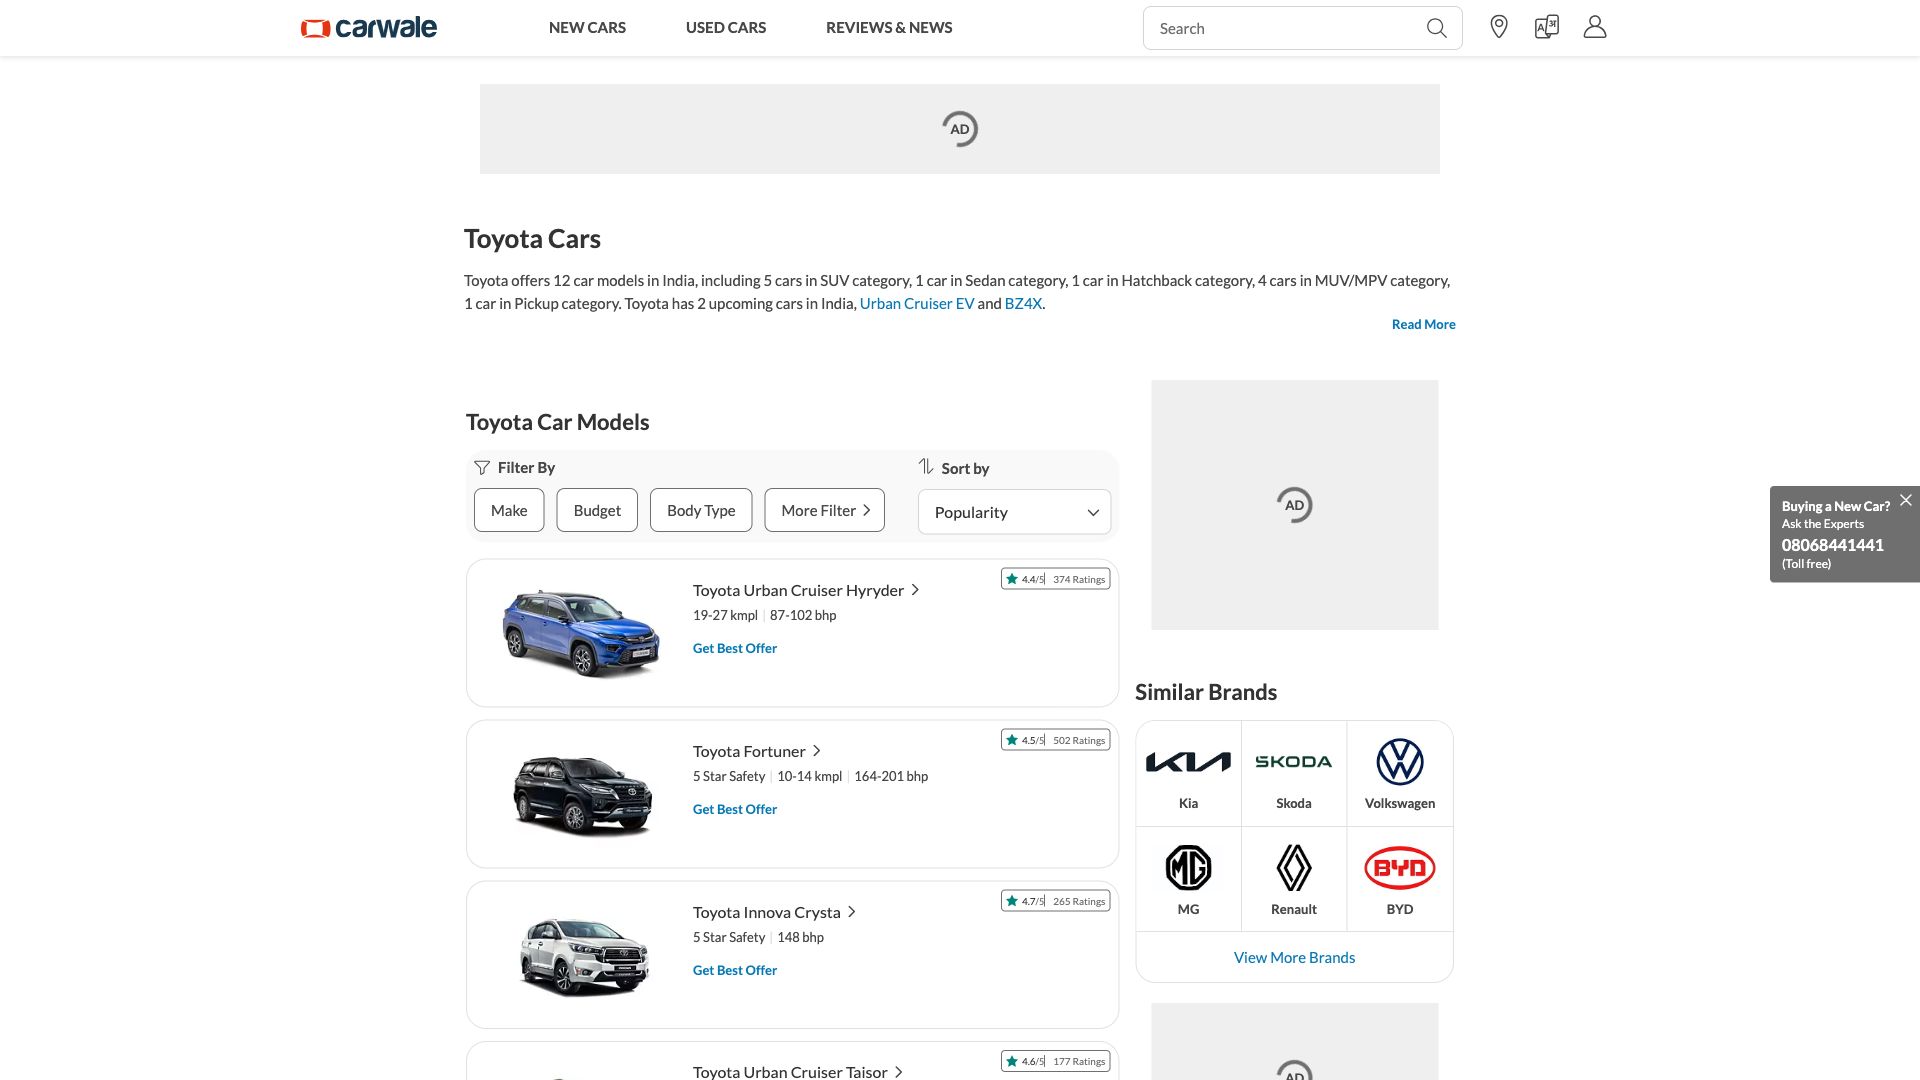 carwale
NEW CARS
USED CARS
REVIEWS & NEWS
Search
AD
Toyota Cars
Toyota offers 12 car models in India, including 5 cars in SUV category, 1 car in Sedan category, 1 car in Hatchback category, 4 cars in MUV/MPV category,
1 car in Pickup category. Toyota has 2 upcoming cars in India, Urban Cruiser EV and BZ4X.
Read More
Toyota Car Models
Filter By
Sort by
Make
Budget
Body Type
More Filter
Popularity
Toyota Urban Cruiser Hyryder
4.4/5 374 Ratings
19-27 kmpl | 87-102 bhp
Get Best Offer
Toyota Fortuner
4.5/5 502 Ratings
5 Star Safety | 10-14 kmpl | 164-201 bhp
Get Best Offer
Toyota Innova Crysta
4.7/5 265 Ratings
5 Star Safety | 148 bhp
Get Best Offer
Toyota Urban Cruiser Taisor
4.6/5 177 Ratings
AD
Similar Brands
KIA
SKODA
Kia
Skoda
Volkswagen
MG
BYD
MG
Renault
BYD
View More Brands
AD
Buying a New Car?
Ask the Experts
08068441441
(Toll free)